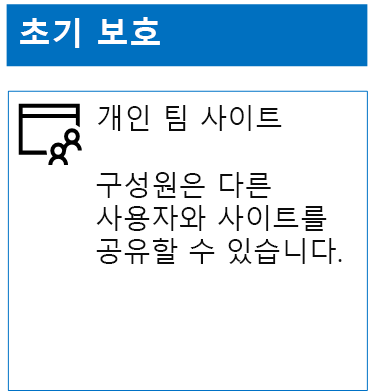 초기 보호
개인 팀 사이트
구성원은 다른
사용자와 사이트를
공유할 수 있습니다.